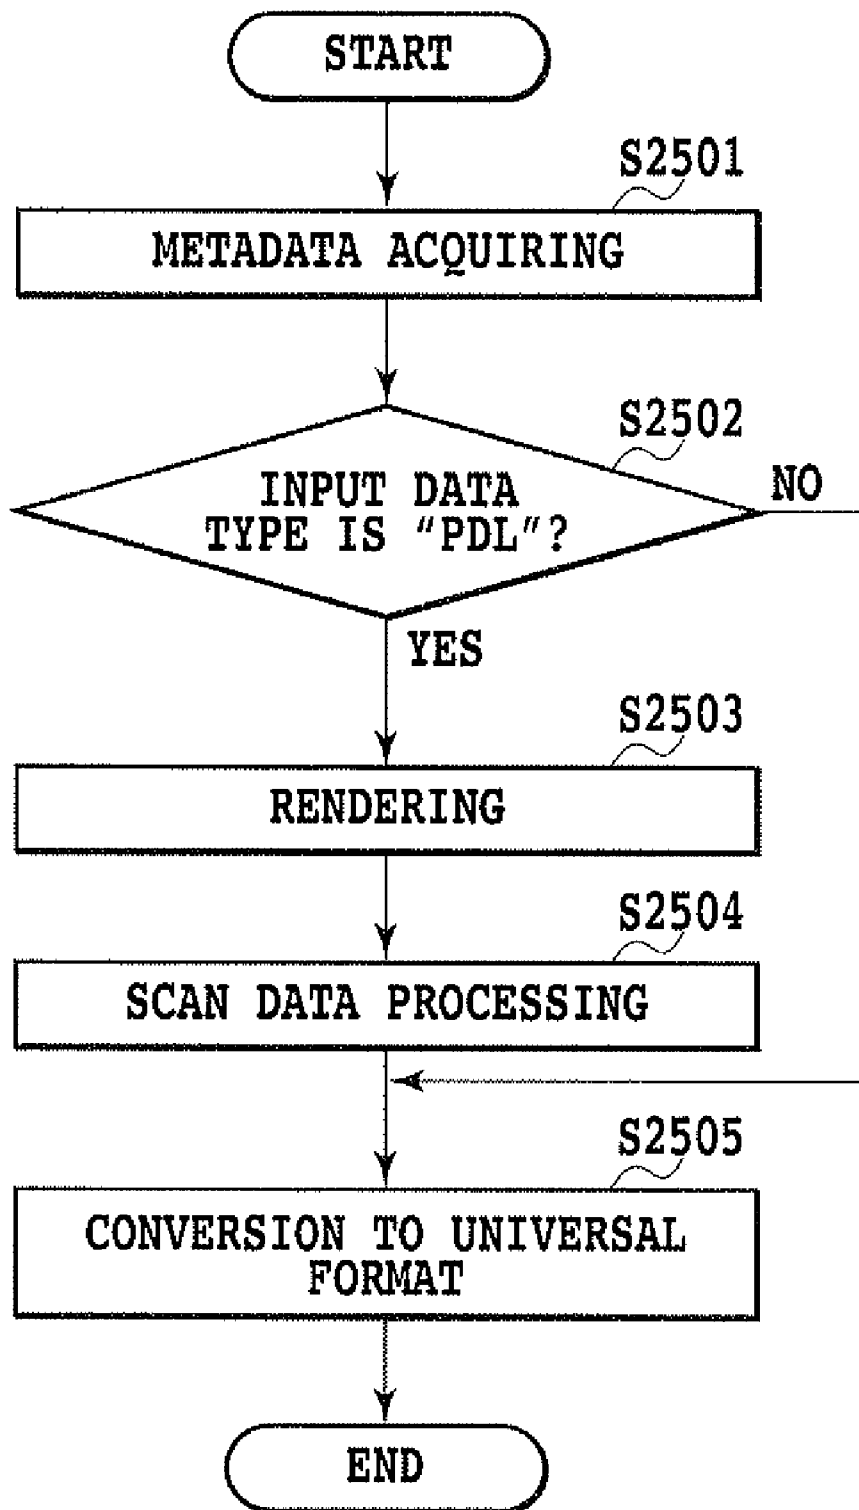 START
S2501
METADATA ACQUIRING
S2502
INPUT DATA
TYPE IS “PDL”?
NO
YES
S2503
RENDERING
S2504
SCAN DATA PROCESSING
S2505
CONVERSION TO UNIVERSAL
FORMAT
END